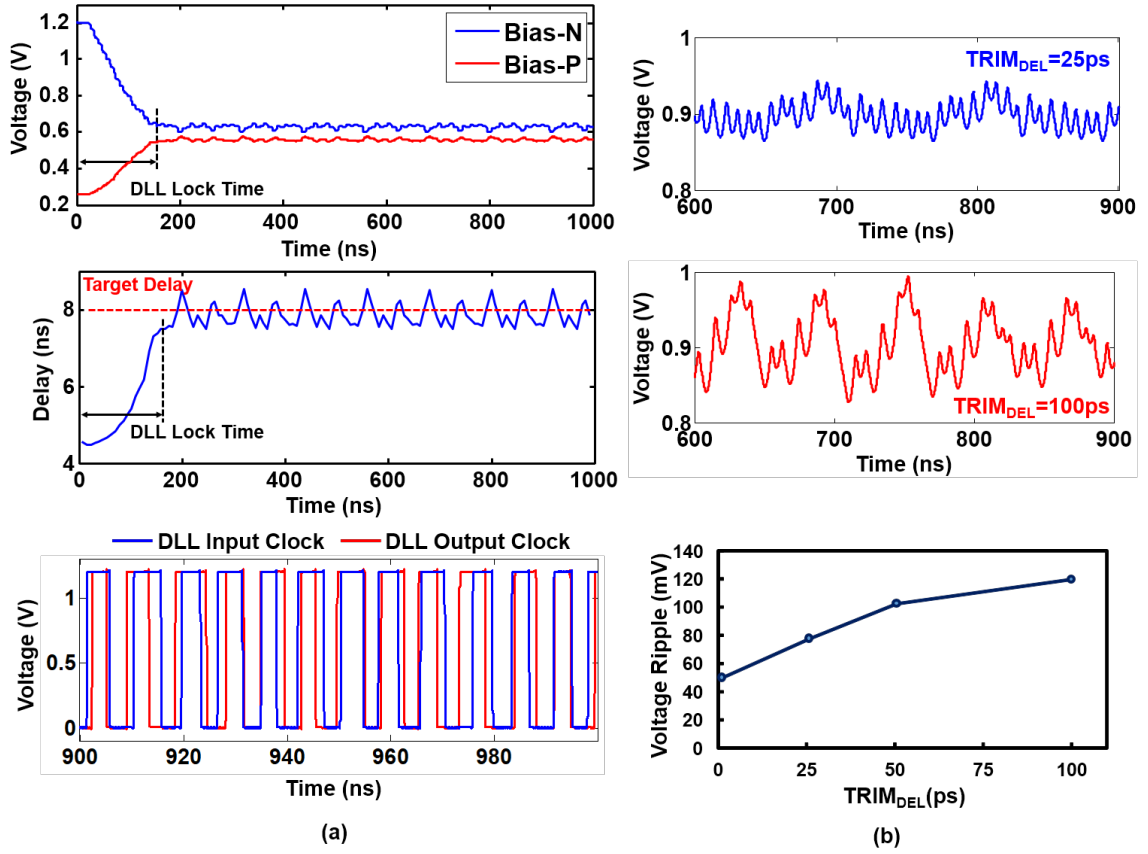 1.2
1
0.8
0.6
0.4
0.2
Voltage (V)
Bias-N
Bias-P
DLL Lock Time
0 200 400 600 800 1000
Time (ns)
8
6
4
Delay (ns)
Target Delay
DLL Lock Time
0 200 400 600 800 1000
Time (ns)
DLL Input Clock DLL Output Clock
1
0.5
0
Voltage (V)
900 920 940 960 980
Time (ns)
(a)
1
0.9
0.8
Voltage (V)
TRIMDEL=25ps
600 700 800 900
Time (ns)
1
0.9
0.8
Voltage (V)
TRIMDEL=100ps
600 700 800 900
Time (ns)
140
120
100
80
60
40
20
0
Voltage Ripple (mV)
0 25 50 75 100
TRIMDEL(ps)
(b)